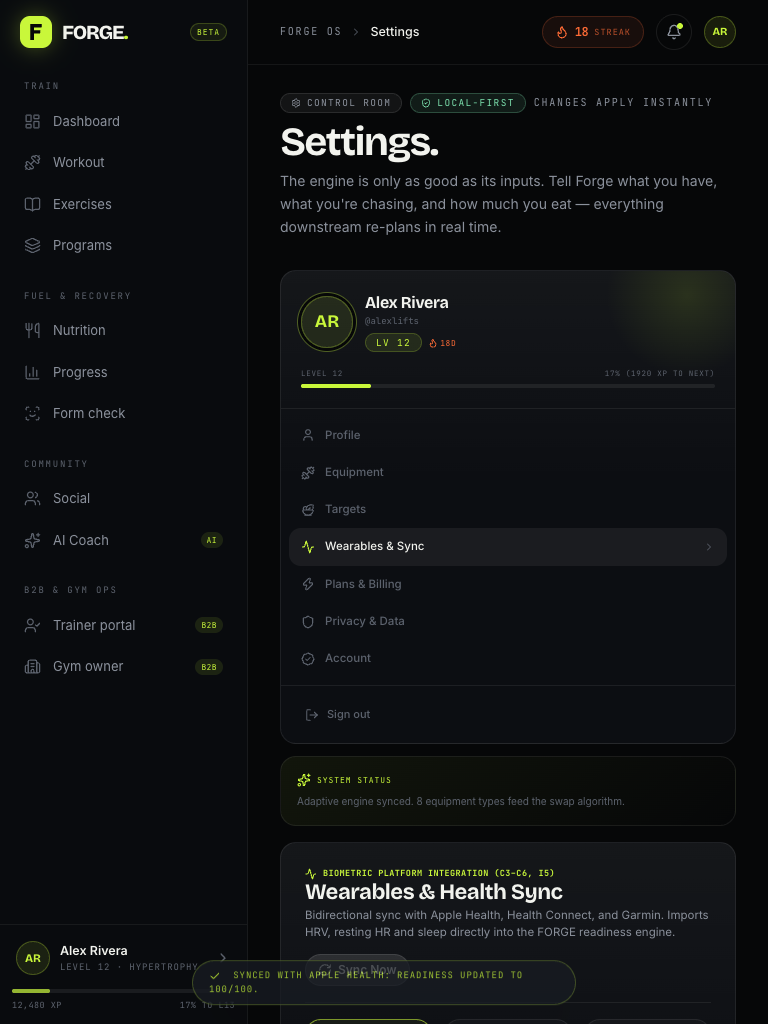 F FORGE. BETA
TRAIN
Dashboard
Workout
Exercises
Programs
FUEL & RECOVERY
Nutrition
Progress
Form check
COMMUNITY
Social
AI Coach AI
B2B & GYM OPS
Trainer portal B2B
Gym owner B2B
AR Alex Rivera
LEVEL 12 · HYPERTROPHY
12,480 XP 17% TO L13
FORGE OS > Settings 18 STREAK AR
CONTROL ROOM LOCAL-FIRST CHANGES APPLY INSTANTLY
Settings.
The engine is only as good as its inputs. Tell Forge what you have,
what you're chasing, and how much you eat — everything
downstream re-plans in real time.
AR Alex Rivera
@alexlifts
LV 12 18D
LEVEL 12 17% (1920 XP TO NEXT)
Profile
Equipment
Targets
Wearables & Sync
Plans & Billing
Privacy & Data
Account
Sign out
SYSTEM STATUS
Adaptive engine synced. 8 equipment types feed the swap algorithm.
BIOMETRIC PLATFORM INTEGRATION (C3–C6, I5)
Wearables & Health Sync
Bidirectional sync with Apple Health, Health Connect, and Garmin. Imports
HRV, resting HR and sleep directly into the FORGE readiness engine.
Sync Now
SYNCED WITH APPLE HEALTH: READINESS UPDATED TO
100/100.